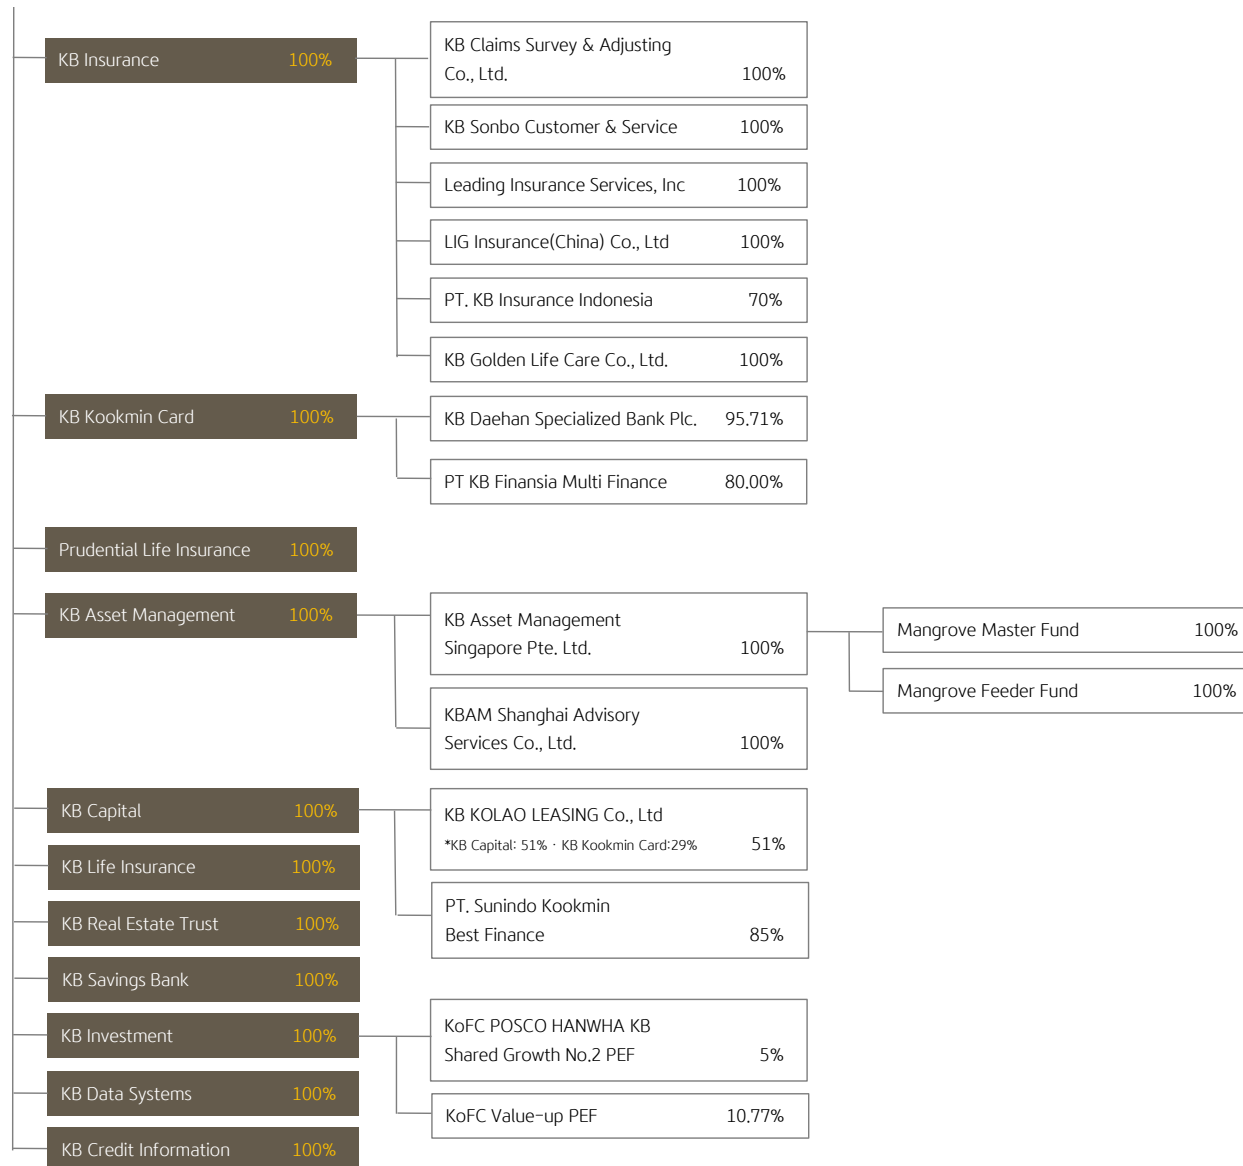 KB Insurance 100%
KB Claims Survey & Adjusting
Co., Ltd. 100%
KB Sonbo Customer & Service 100%
Leading Insurance Services, Inc 100%
LIG Insurance(China) Co., Ltd 100%
PT. KB Insurance Indonesia 70%
KB Golden Life Care Co., Ltd. 100%
KB Kookmin Card 100%
KB Daehan Specialized Bank Plc. 95.71%
PT KB Finansia Multi Finance 80.00%
Prudential Life Insurance 100%
KB Asset Management 100%
KB Asset Management
Singapore Pte. Ltd. 100%
Mangrove Master Fund 100%
Mangrove Feeder Fund 100%
KBAM Shanghai Advisory
Services Co., Ltd. 100%
KB Capital 100%
KB KOLAO LEASING Co., Ltd
*KB Capital: 51% · KB Kookmin Card:29% 51%
PT. Sunindo Kookmin
Best Finance 85%
KB Life Insurance 100%
KB Real Estate Trust 100%
KB Savings Bank 100%
KB Investment 100%
KoFC POSCO HANWHA KB
Shared Growth No.2 PEF 5%
KoFC Value-up PEF 10.77%
KB Data Systems 100%
KB Credit Information 100%